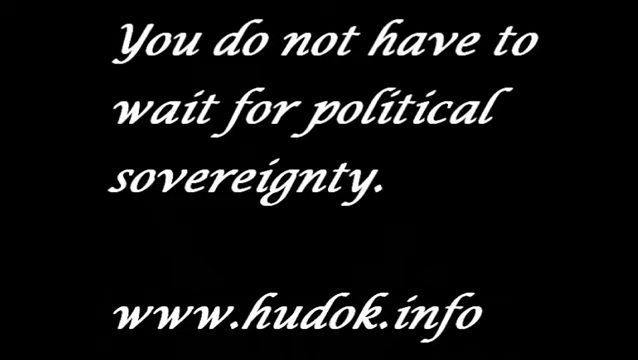 You do not have to
wait for political
sovereignty.
www.hudok.info